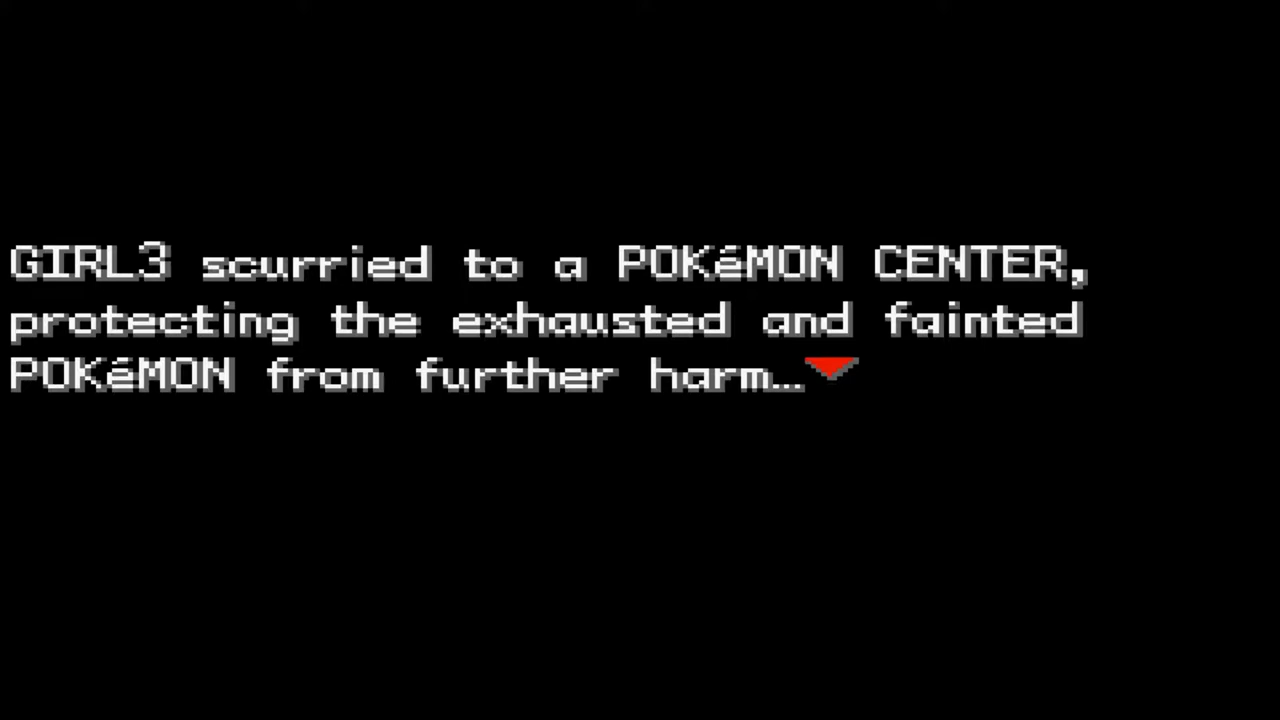 GIRL3 scurried to a POKéMON CENTER,
protecting the exhausted and fainted
POKéMON from further harm…